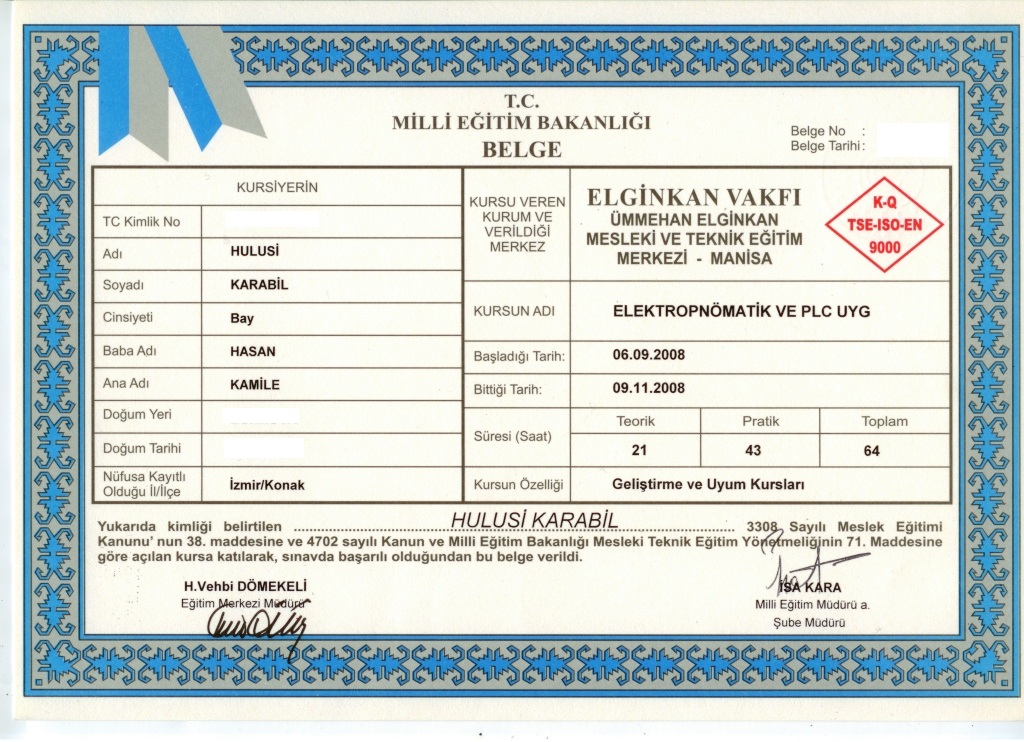 T.C.
MİLLİ EĞİTİM BAKANLIĞI
BELGE
Belge No :
Belge Tarihi :
KURSİYERİN
TC Kimlik No
Adı HULUSİ
Soyadı KARABİL
Cinsiyeti Bay
Baba Adı HASAN
Ana Adı KAMİLE
Doğum Yeri
Doğum Tarihi
Nüfusa Kayıtlı
Olduğu İl/İlçe İzmir/Konak
KURSU VEREN
KURUM VE
VERİLDİĞİ
MERKEZ
ELGİNKAN VAKFI
ÜMMEHAN ELGİNKAN
MESLEKİ VE TEKNİK EĞİTİM
MERKEZİ - MANİSA
K-Q
TSE-ISO-EN
9000
KURSUN ADI ELEKTROPNÖMATİK VE PLC UYG
Başladığı Tarih: 06.09.2008
Bittiği Tarih: 09.11.2008
Süresi (Saat)
Teorik Pratik Toplam
21 43 64
Kursun Özelliği Geliştirme ve Uyum Kursları
Yukarıda kimliği belirtilen HULUSİ KARABİL 3308 Sayılı Meslek Eğitimi
Kanunu' nun 38. maddesine ve 4702 sayılı Kanun ve Milli Eğitim Bakanlığı Mesleki Teknik Eğitim Yönetmeliğinin 71. Maddesine
göre açılan kursa katılarak, sınavda başarılı olduğundan bu belge verildi.
H.Vehbi DÖMEKELİ
Eğitim Merkezi Müdürü
İSA KARA
Milli Eğitim Müdürü a.
Şube Müdürü